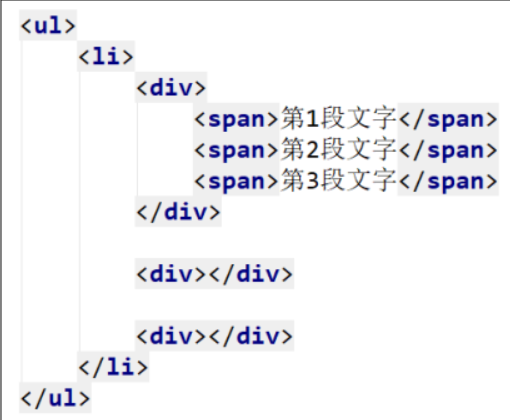 <ul>
<li>
<div>
<span>第1段文字</span>
<span>第2段文字</span>
<span>第3段文字</span>
</div>
<div></div>
<div></div>
</li>
</ul>